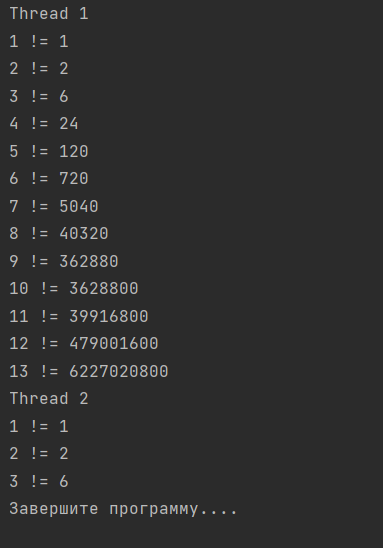 Thread 1
1 != 1
2 != 2
3 != 6
4 != 24
5 != 120
6 != 720
7 != 5040
8 != 40320
9 != 362880
10 != 3628800
11 != 39916800
12 != 479001600
13 != 6227020800
Thread 2
1 != 1
2 != 2
3 != 6
Завершите программу....